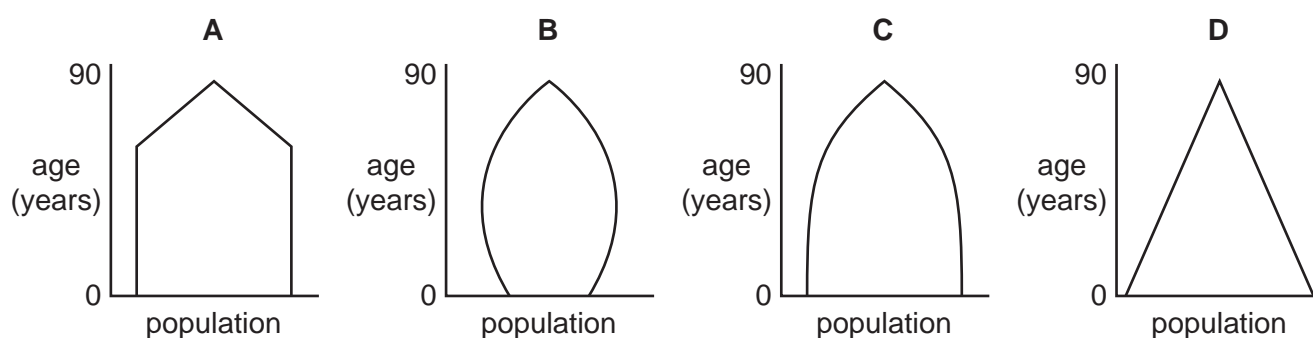 A B C D
90 90 90 90
age age age age
(years) (years) (years) (years)
0 0 0 0
population population population population